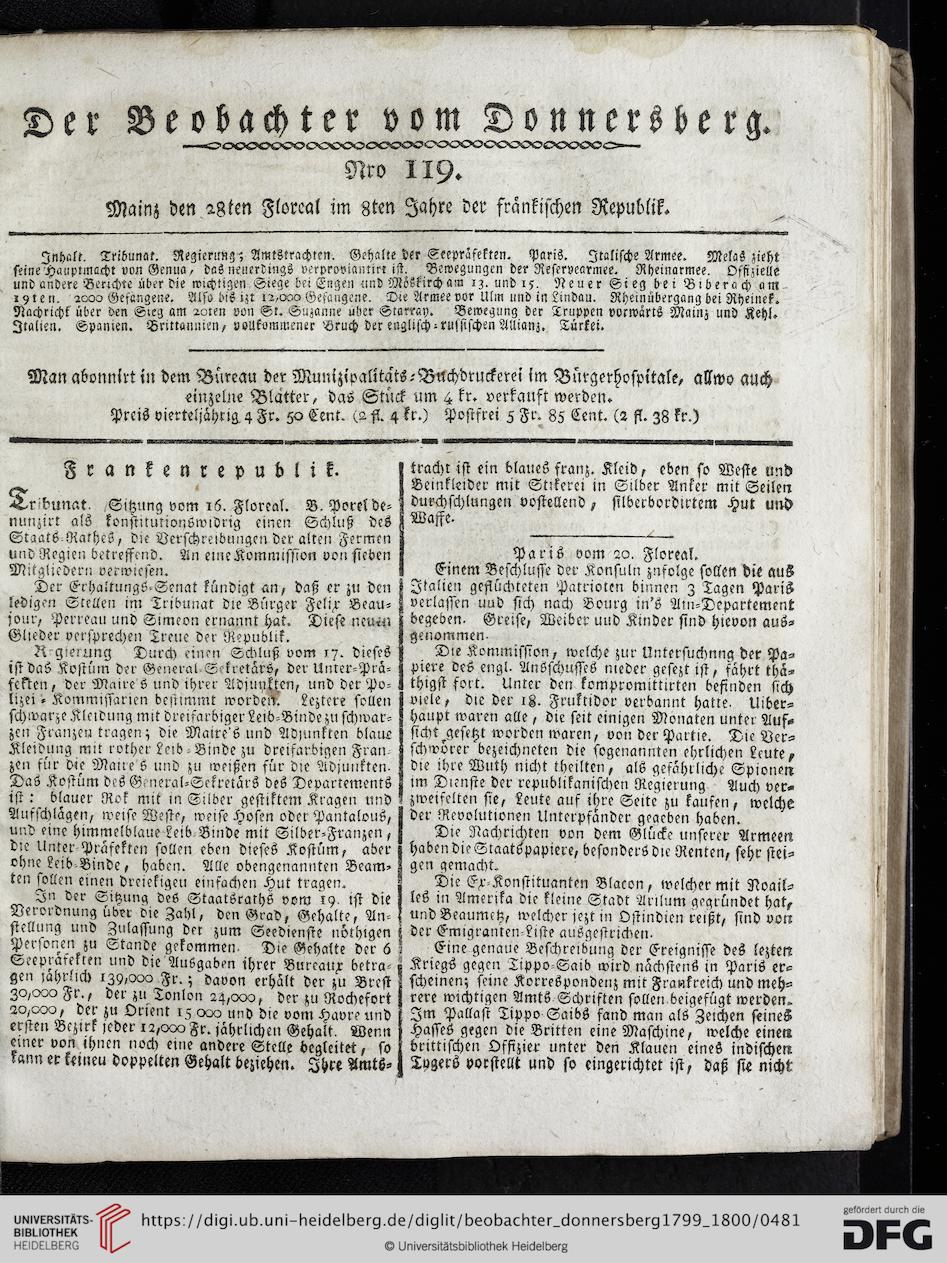 Der Beobachter vom Donnersberg.
Nro 119.
Mainz den 28ten Floreal im 8ten Jahre der fränkischen Republik.
Inhalt. Tribunat. Regierung; Amtstrachten. Gehalte der Seepräfekten. Paris. Italische Armee. Melas zieht
seine Hauptmacht von Genua, das neuerdings verproviantirt ist. Bewegungen der Reservearmee. Rheinarmee. Offizielle
und andere Berichte über die wichtigen Siege bei Engen und Möskirch am 13. und 15. Neuer Sieg bei Biberach am
19ten. 2000 Gefangene. Also bis izt 12,000 Gefangene. Die Armee vor Ulm und in Lindau. Rheinübergang bei Rheinek.
Nachricht über den Sieg am 20ten von St. Suzanne über Starray. Bewegung der Truppen vorwärts Mainz und Kehl.
Italien. Spanien. Brittannien, vollkommener Bruch der englisch-russischen Allianz. Türkei.
Man abonnirt in dem Büreau der Munizipalitäts-Buchdruckerei im Bürgerhospitale, allwo auch
einzelne Blätter, das Stück um 4 kr. verkauft werden.
Preis vierteljährig 4 Fr. 50 Cent. (2 fl. 4 kr.) Postfrei 5 Fr. 85 Cent. (2 fl. 38 kr.)
Frankenrepublik.
Tribunat. Sitzung vom 16. Floreal. B. Porel de-
nunzirt als konstitutionswidrig einen Schluß des
Staats-Rathes, die Verschreibungen der alten Fermen
und Regien betreffend. An eine Kommission von sieben
Mitgliedern verwiesen.
Der Erhaltungs-Senat kündigt an, daß er zu den
ledigen Stellen im Tribunat die Bürger Felix Beau-
jour, Perreau und Simeon ernannt hat. Diese neuen
Glieder versprechen Treue der Republik.
Regierung Durch einen Schluß vom 17. dieses
ist das Kostüm der General-Sekretärs, der Unter-Prä-
fekten, der Maire's und ihrer Adjunkten, und der Po-
lizei-Kommissarien bestimmt worden. Leztere sollen
schwarze Kleidung mit dreifarbiger Leib-Binde zu schwar-
zen Franzen tragen; die Maire's und Adjunkten blaue
Kleidung mit rother Leib-Binde zu dreifarbigen Fran-
zen für die Maire's und zu weißen für die Adjunkten.
Das Kostüm des General-Sekretärs des Departements
ist: blauer Rok mit in Silber gestiktem Kragen und
Aufschlägen, weise Weste, weise Hosen oder Pantalons,
und eine himmelblaue Leib-Binde mit Silber-Franzen,
die Unter-Präfekten sollen eben dieses Kostüm, aber
ohne Leib-Binde, haben. Alle obengenannten Beam-
ten sollen einen dreiekigeu einfachen Hut tragen.
In der Sitzung des Staatsraths vom 19. ist die
Verordnung über die Zahl, den Grad, Gehalte, An-
stellung und Zulassung der zum Seedienste nöthigen
Personen zu Stande gekommen. Die Gehalte der 6
Seepräfekten und die Ausgaben ihrer Bureaux betra-
gen jährlich 139,000 Fr.; davon erhält der zu Brest
30,000 Fr., der zu Tonlon 24,000, der zu Rochefort
20,000, der zu Orient 15 000 und die vom Havre und
ersten Bezirk jeder 12,000 Fr. jährlichen Gehalt. Wenn
einer von ihnen noch eine andere Stelle begleitet, so
kann er keineu doppelten Gehalt beziehen. Ihre Amts-
tracht ist ein blaues franz. Kleid, eben so Weste und
Beinkleider mit Stikerei in Silber Anker mit Seilen
durchschlungen vostellend, silberbordirtem Hut und
Waffe.
Paris vom 20. Floreal.
Einem Beschlusse der Konsuln znfolge sollen die aus
Italien geflüchteten Patrioten binnen 3 Tagen Paris
verlassen uud sich nach Bourg in's Ain-Departement
begeben. Greise, Weiber uud Kinder sind hievon aus-
genommen.
Die Kommission, welche zur Untersuchnng der Pa-
piere des engl. Ausschusses nieder gesezt ist, fährt thä-
thigst fort. Unter den kompromittirten befinden sich
viele, die der 18. Fruktidor verbannt hatte. Uiber-
haupt waren alle, die seit einigen Monaten unter Auf-
sicht gesetzt worden waren, von der Partie. Die Ver-
schwörer bezeichneten die sogenannten ehrlichen Leute,
die ihre Wuth nicht theilten, als gefährliche Spionen
im Dienste der republikanischen Regierung Auch ver-
zweifelten sie, Leute auf ihre Seite zu kaufen, welche
der Revolutionen Unterpfänder gegeben haben.
Die Nachrichten von dem Glücke unserer Armeen
haben die Staatspapiere, besonders die Renten, sehr stei-
gen gemacht.
Die Ex-Konstituanten Blacon, welcher mit Noail-
les in Amerika die kleine Stadt Arilum gegründet hat,
und Beaumetz, welcher jezt in Ostindien reißt, sind von
der Emigranten-Liste ausgestrichen.
Eine genaue Beschreibung der Ereignisse des lezten
Kriegs gegen Tippo-Saib wird nächstens in Paris er-
scheinen; seine Korrespondenz mit Frankreich und meh-
rere wichtigen Amts-Schriften sollen beigefügt werden.
Im Pallast Tippo Saibs fand man als Zeichen seines
Hasses gegen die Britten eine Maschine, welche einen
brittischen Offizier unter den Klauen eines indischen
Tygers vorstellt und so eingerichtet ist, daß sie nicht
UNIVERSITÄTS-
BIBLIOTHEK
HEIDELBERG
https://digi.ub.uni-heidelberg.de/diglit/beobachter_donnersberg1799_1800/0481
© Universitätsbibliothek Heidelberg
gefördert durch die
DFG